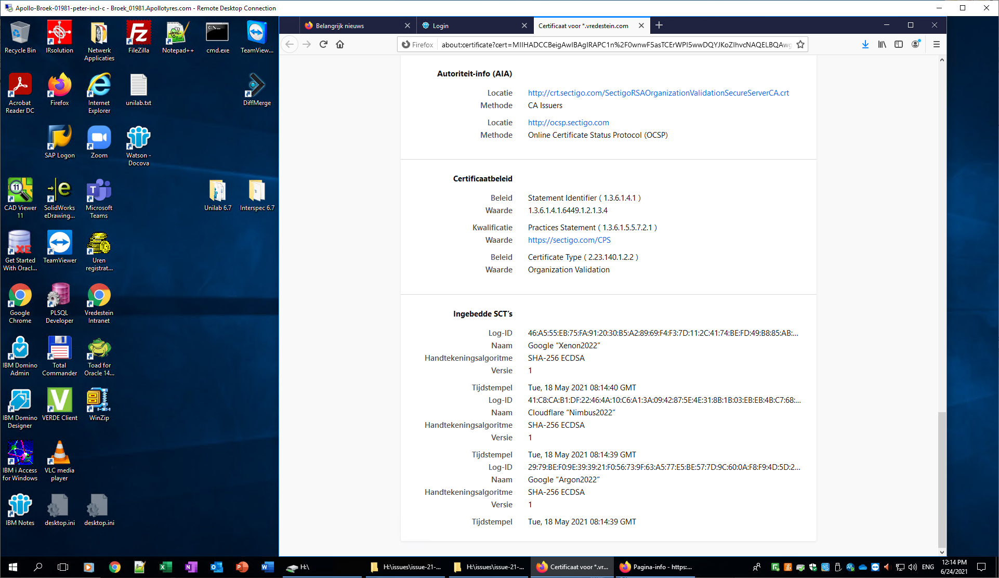 Apollo-Broek-01981-peter-incl-c - Broek_01981.Apollotyres.com - Remote Desktop Connection
Recycle Bin
IRsolution
Netwerk Applicaties
FileZilla
Notepad++
cmd.exe
TeamView...
Acrobat Reader DC
Firefox
Internet Explorer
unilab.txt
DiffMerge
SAP Logon
Zoom
Watson - Docova
CAD Viewer 11
SolidWorks eDrawing...
Microsoft Teams
Unilab 6.7
Interspec 6.7
Get Started With Oracl...
TeamViewer
Uren registrat...
Google Chrome
PLSQL Developer
Vredestein Intranet
IBM Domino Admin
Total Commander
Toad for Oracle 14...
IBM Domino Designer
VERDE Client
WinZip
IBM i Access for Windows
VLC media player
IBM Notes
desktop.ini
desktop.ini
Belangrijk nieuws
Login
Certificaat voor *.vredestein.com
Firefox
about:certificate?cert=MIIHADCCBeigAwIBAgIRAPC1n%2F0wnwF5asTCErWPI5wwDQYJKoZIhvcNAQELBQAwg
Autoriteit-info (AIA)
Locatie http://crt.sectigo.com/SectigoRSAOrganizationValidationSecureServerCA.crt
Methode CA Issuers
Locatie http://ocsp.sectigo.com
Methode Online Certificate Status Protocol (OCSP)
Certificaatbeleid
Beleid Statement Identifier ( 1.3.6.1.4.1 )
Waarde 1.3.6.1.4.1.6449.1.2.1.3.4
Kwalificatie Practices Statement ( 1.3.6.1.5.5.7.2.1 )
Waarde https://sectigo.com/CPS
Beleid Certificate Type ( 2.23.140.1.2.2 )
Waarde Organization Validation
Ingebedde SCT's
Log-ID 46:A5:55:EB:75:FA:91:20:30:B5:A2:89:69:F4:F3:7D:11:2C:41:74:BE:FD:49:B8:85:AB:...
Naam Google “Xenon2022”
Handtekeningsalgoritme SHA-256 ECDSA
Versie 1
Tijdstempel Tue, 18 May 2021 08:14:40 GMT
Log-ID 41:C8:CA:B1:DF:22:46:4A:10:C6:A1:3A:09:42:87:5E:4E:31:8B:1B:03:EB:EB:4B:C7:68:...
Naam Cloudflare “Nimbus2022”
Handtekeningsalgoritme SHA-256 ECDSA
Versie 1
Tijdstempel Tue, 18 May 2021 08:14:39 GMT
Log-ID 29:79:BE:F0:9E:39:39:21:F0:56:73:9F:63:A5:77:E5:BE:57:7D:9C:60:0A:F8:F9:4D:5D:2...
Naam Google “Argon2022”
Handtekeningsalgoritme SHA-256 ECDSA
Versie 1
Tijdstempel Tue, 18 May 2021 08:14:39 GMT
H:\
H:\issues\issue-21-...
H:\issues\issue-21-...
Certificaat voor *.vr...
Pagina-info - https:...
ENG
12:14 PM
6/24/2021